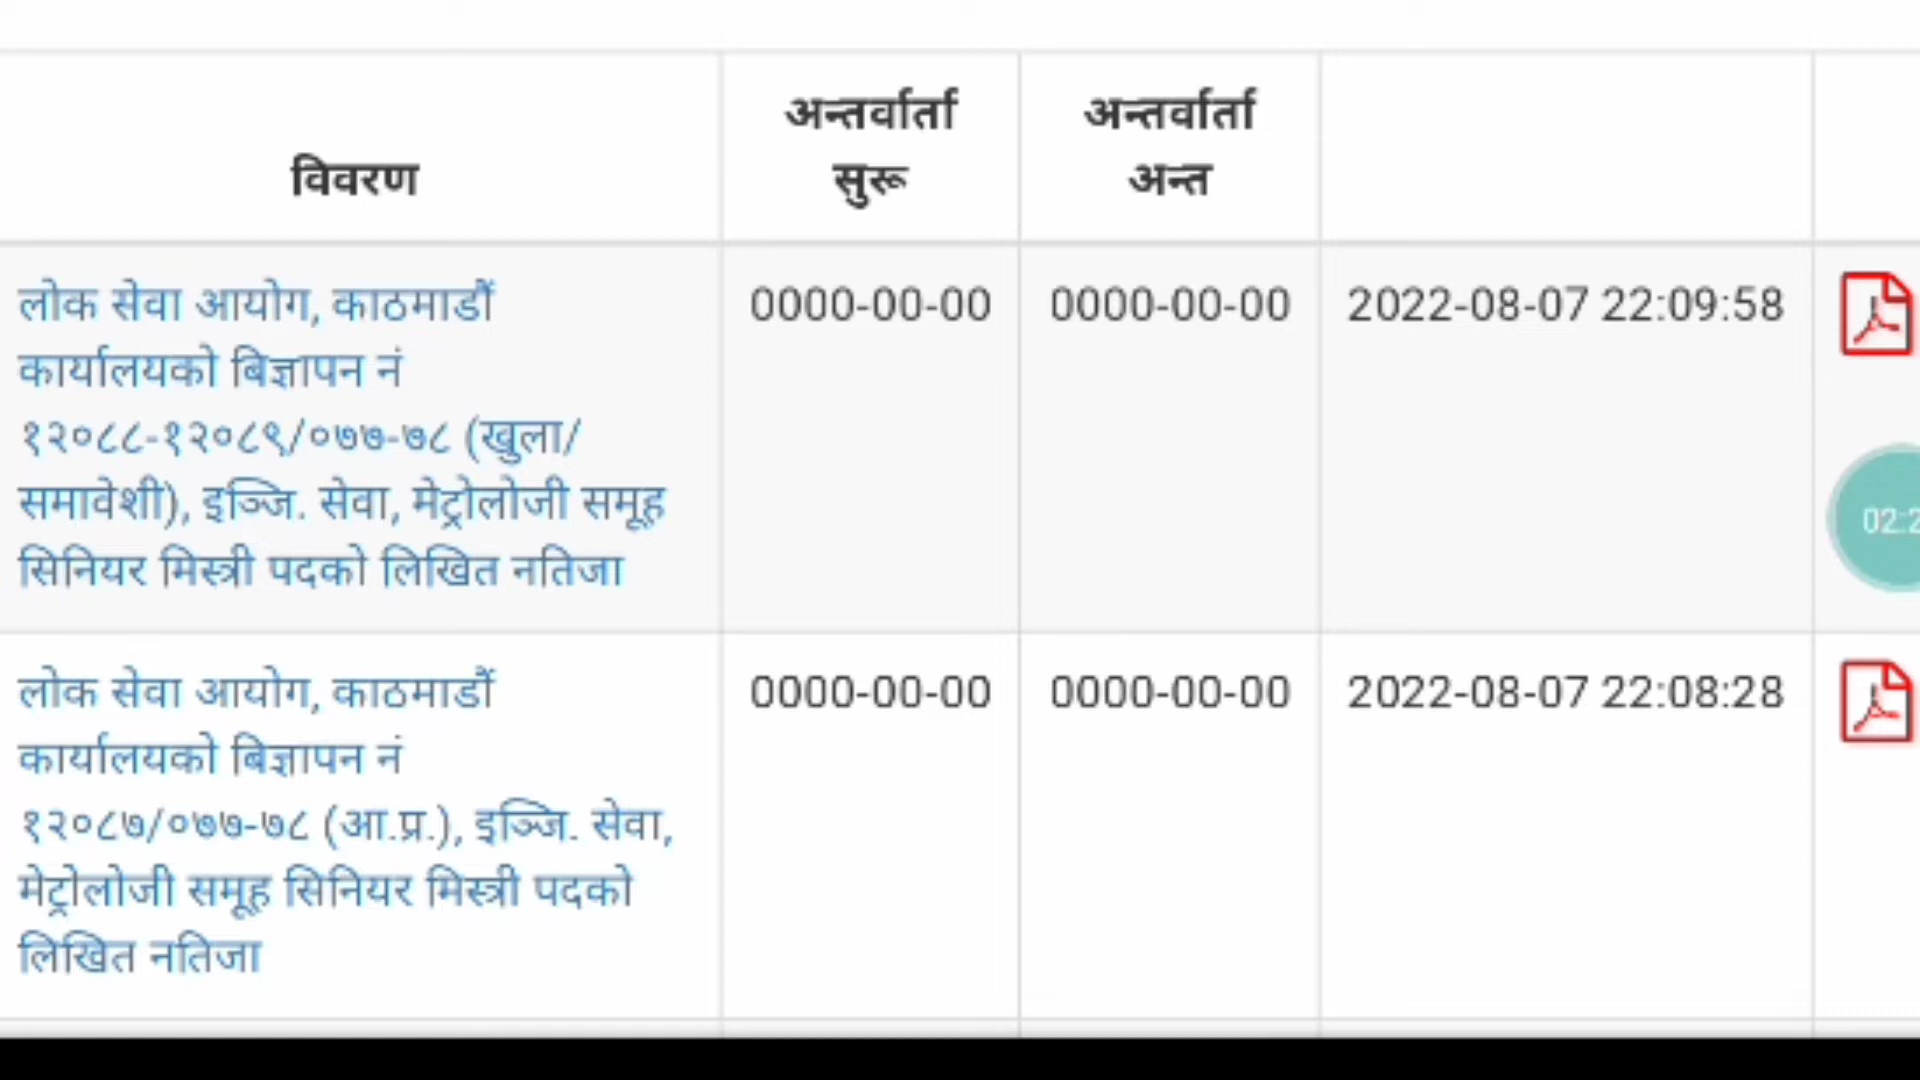 विवरण
अन्तर्वार्ता
सुरू
अन्तर्वार्ता
अन्त
लोक सेवा आयोग, काठमाडौं
कार्यालयको बिज्ञापन नं
१२०८८-१२०८९/०७७-७८ (खुला/
समावेशी), इञ्जि. सेवा, मेट्रोलोजी समूह
सिनियर मिस्त्री पदको लिखित नतिजा
0000-00-00
0000-00-00
2022-08-07 22:09:58
लोक सेवा आयोग, काठमाडौं
कार्यालयको बिज्ञापन नं
१२०८७/०७७-७८ (आ.प्र.), इञ्जि. सेवा,
मेट्रोलोजी समूह सिनियर मिस्त्री पदको
लिखित नतिजा
0000-00-00
0000-00-00
2022-08-07 22:08:28